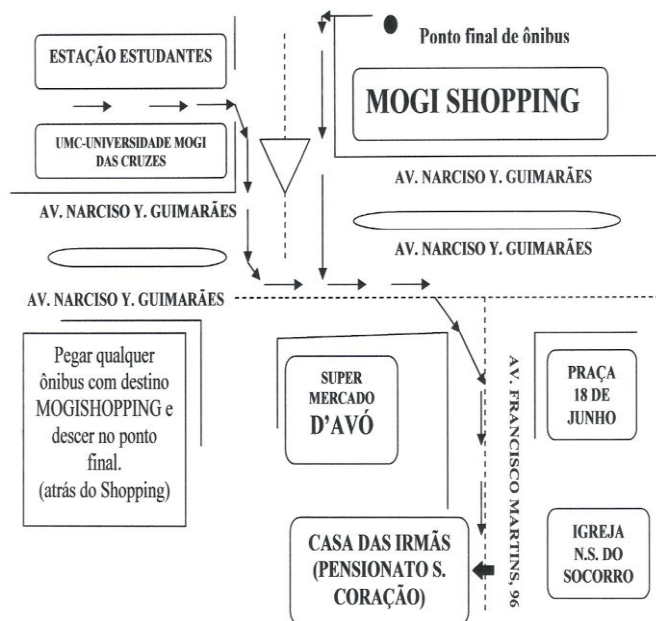 Ponto final de ônibus
ESTAÇÃO ESTUDANTES
MOGI SHOPPING
UMC-UNIVERSIDADE MOGI
DAS CRUZES
AV. NARCISO Y. GUIMARÃES
AV. NARCISO Y. GUIMARÃES
AV. NARCISO Y. GUIMARÃES
AV. NARCISO Y. GUIMARÃES
Pegar qualquer
ônibus com destino
MOGISHOPPING e
descer no ponto
final.
(atrás do Shopping)
SUPER
MERCADO
D'AVÓ
AV. FRANCISCO MARTINS, 96
PRAÇA
18 DE
JUNHO
CASA DAS IRMÃS
(PENSIONATO S.
CORAÇÃO)
IGREJA
N.S. DO
SOCORRO